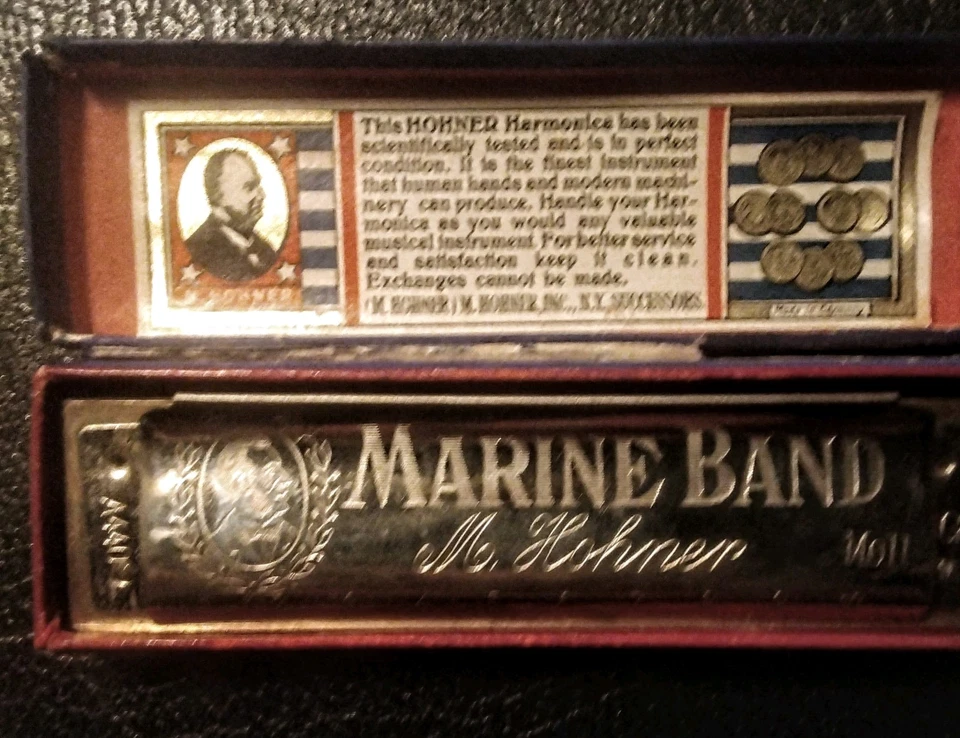 This HOHNER Harmonica has been
scientifically tested and is in perfect
condition. It is the finest instrument
that human hands and modern machi-
nery can produce. Handle your Har-
monica as you would any valuable
musical instrument. For better service
and satisfaction keep it clean.
Exchanges cannot be made.
(M. HOHNER) M. HOHNER, INC., N.Y. SUCCESSORS.
M. HOHNER
MARINE BAND
M. Hohner
A440